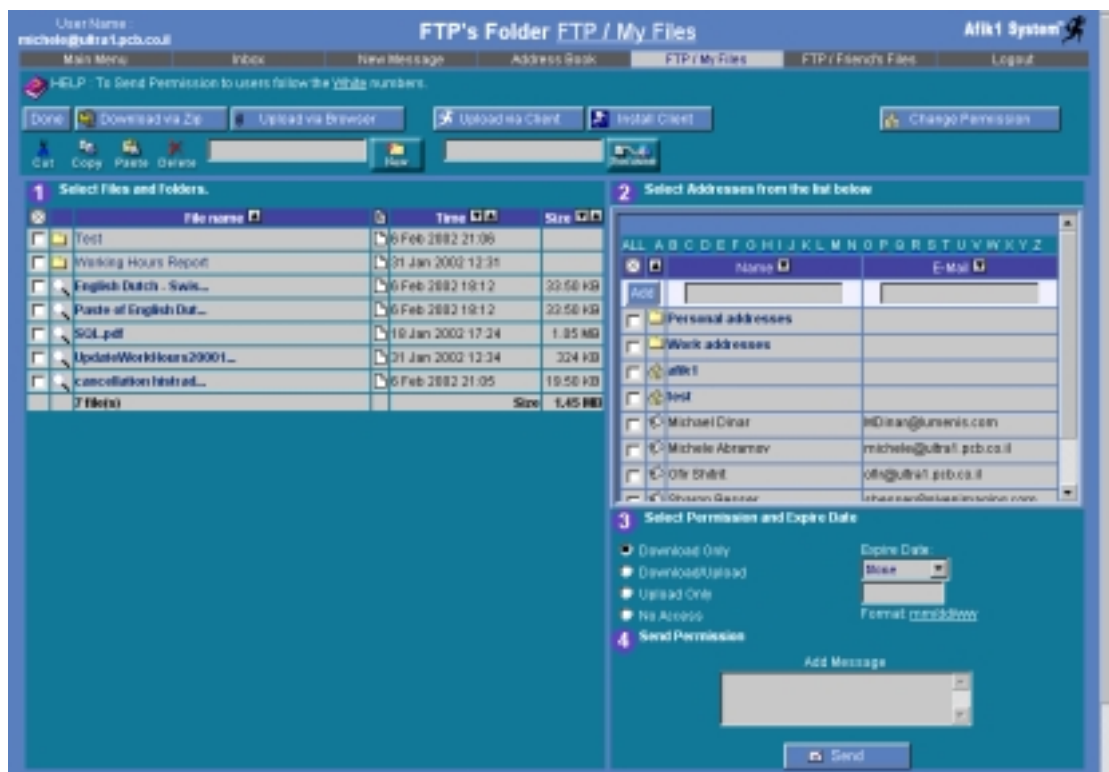 User Name :
michele@ultra1.pcb.co.il
FTP's Folder FTP / My Files
Afik1 System
Main Menu Inbox New Message Address Book FTP / My Files FTP / Friend's Files Logout
HELP : To Send Permission to users follow the White numbers.
Done Download via Zip Upload via Browser Upload via Client Install Client Change Permission
Cut Copy Paste Delete New Rename
1 Select Files and Folders.
File name Time Size
Test 6 Feb 2002 21:06
Working Hours Report 31 Jan 2002 12:31
English Dutch - Swis... 6 Feb 2002 18:12 33.50 KB
Paste of English Dut... 6 Feb 2002 18:12 33.50 KB
SQL.pdf 18 Jan 2002 17:24 1.05 MB
UpdateWorkHours20001... 31 Jan 2002 12:34 324 KB
cancellation 6 Feb 2002 21:05 19.50 KB
7 file(s) Size 1.45 MB
2 Select Addresses from the list below
ALL A B C D E F G H I J K L M N O P Q R S T U V W X Y Z
Name E-Mail
Add
Personal addresses
Work addresses
afik1
test
Michael Dinar MDinar@lumenis.com
Michele Abramov michele@ultra1.pcb.co.il
Ofir Shitrit ofir@ultra1.pcb.co.il
Sharon
3 Select Permission and Expire Date
Download Only
Download/Upload
Upload Only
No Access
Expire Date:
None
Format: mm/dd/yyyy
4 Send Permission
Add Message
Send